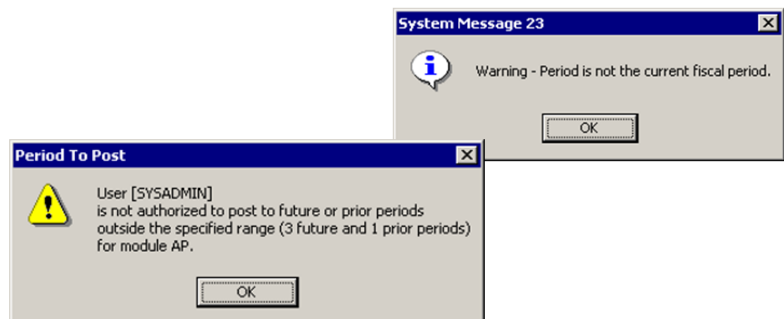 System Message 23
Warning - Period is not the current fiscal period.
OK
Period To Post
User [SYSADMIN]
is not authorized to post to future or prior periods
outside the specified range (3 future and 1 prior periods)
for module AP.
OK